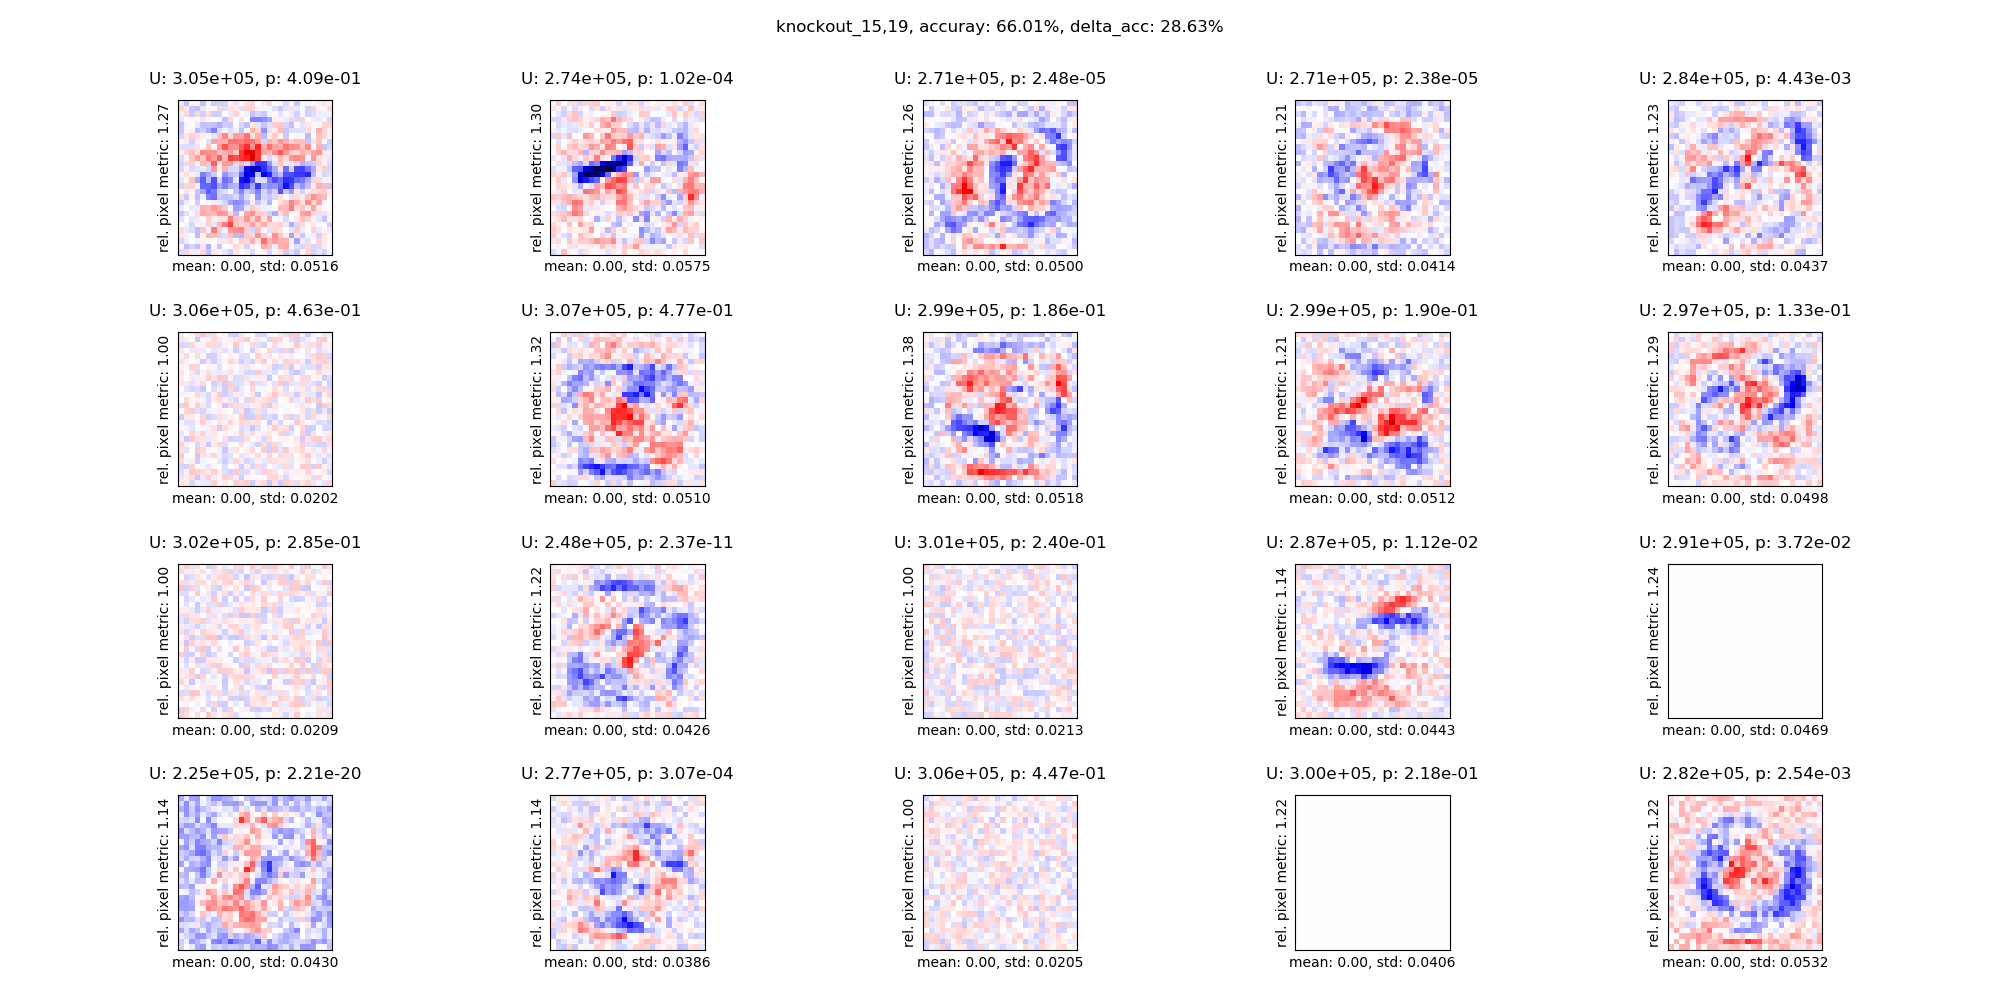 knockout_15,19, accuray: 66.01%, delta_acc: 28.63%
U: 3.05e+05, p: 4.09e-01
rel. pixel metric: 1.27
mean: 0.00, std: 0.0516
U: 2.74e+05, p: 1.02e-04
rel. pixel metric: 1.30
mean: 0.00, std: 0.0575
U: 2.71e+05, p: 2.48e-05
rel. pixel metric: 1.26
mean: 0.00, std: 0.0500
U: 2.71e+05, p: 2.38e-05
rel. pixel metric: 1.21
mean: 0.00, std: 0.0414
U: 2.84e+05, p: 4.43e-03
rel. pixel metric: 1.23
mean: 0.00, std: 0.0437
U: 3.06e+05, p: 4.63e-01
rel. pixel metric: 1.00
mean: 0.00, std: 0.0202
U: 3.07e+05, p: 4.77e-01
rel. pixel metric: 1.32
mean: 0.00, std: 0.0510
U: 2.99e+05, p: 1.86e-01
rel. pixel metric: 1.38
mean: 0.00, std: 0.0518
U: 2.99e+05, p: 1.90e-01
rel. pixel metric: 1.21
mean: 0.00, std: 0.0512
U: 2.97e+05, p: 1.33e-01
rel. pixel metric: 1.29
mean: 0.00, std: 0.0498
U: 3.02e+05, p: 2.85e-01
rel. pixel metric: 1.00
mean: 0.00, std: 0.0209
U: 2.48e+05, p: 2.37e-11
rel. pixel metric: 1.22
mean: 0.00, std: 0.0426
U: 3.01e+05, p: 2.40e-01
rel. pixel metric: 1.00
mean: 0.00, std: 0.0213
U: 2.87e+05, p: 1.12e-02
rel. pixel metric: 1.14
mean: 0.00, std: 0.0443
U: 2.91e+05, p: 3.72e-02
rel. pixel metric: 1.24
mean: 0.00, std: 0.0469
U: 2.25e+05, p: 2.21e-20
rel. pixel metric: 1.14
mean: 0.00, std: 0.0430
U: 2.77e+05, p: 3.07e-04
rel. pixel metric: 1.14
mean: 0.00, std: 0.0386
U: 3.06e+05, p: 4.47e-01
rel. pixel metric: 1.00
mean: 0.00, std: 0.0205
U: 3.00e+05, p: 2.18e-01
rel. pixel metric: 1.22
mean: 0.00, std: 0.0406
U: 2.82e+05, p: 2.54e-03
rel. pixel metric: 1.22
mean: 0.00, std: 0.0532